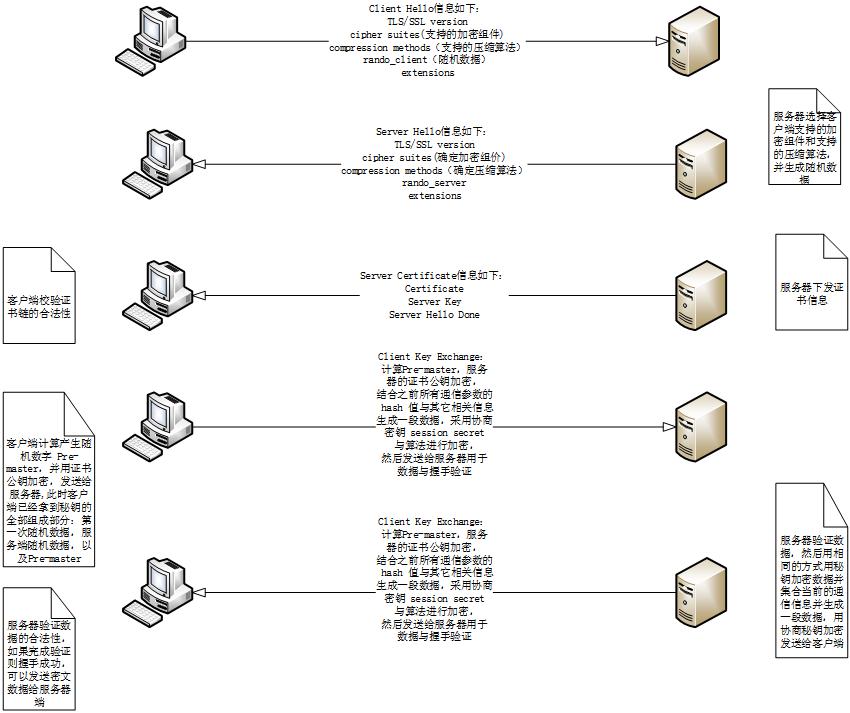 Client Hello信息如下:
TLS/SSL version
cipher suites(支持的加密组件)
compression methods（支持的压缩算法）
rando_client（随机数据）
extensions
Server Hello信息如下:
TLS/SSL version
cipher suites(确定加密组价)
compression methods（确定压缩算法）
rando_server
extensions
服务器选择客
户端支持的加
密组件和支持
的压缩算法，
并生成随机数
据
客户端校验证
书链的合法性
Server Certificate信息如下:
Certificate
Server Key
Server Hello Done
服务器下发证
书信息
Client Key Exchange:
计算Pre-master，服务
器的证书公钥加密，
结合之前所有通信参数的
hash 值与其它相关信息
生成一段数据，采用协商
密钥 session secret
与算法进行加密，
然后发送给服务器用于
数据与握手验证
客户端计算产生随
机数字 Pre-
master，并用证书
公钥加密，发送给
服务器,此时客户
端已经拿到秘钥的
全部组成部分：第
一次随机数据，服
务端随机数据，以
及Pre-master
Client Key Exchange:
计算Pre-master，服务
器的证书公钥加密，
结合之前所有通信参数的
hash 值与其它相关信息
生成一段数据，采用协商
密钥 session secret
与算法进行加密，
然后发送给服务器用于
数据与握手验证
服务器验证数
据，然后用相
同的方式用秘
钥加密数据并
集合当前的通
信信息并生成
一段数据，用
协商秘钥加密
发送给客户端
服务器验证数
据的合法性，
如果完成验证
则握手成功，
可以发送密文
数据给服务器
端